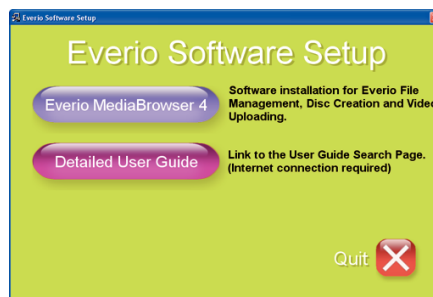 Everio Software Setup
Everio Software Setup
Everio MediaBrowser 4
Software installation for Everio File
Management, Disc Creation and Video
Uploading.
Detailed User Guide
Link to the User Guide Search Page.
(Internet connection required)
Quit